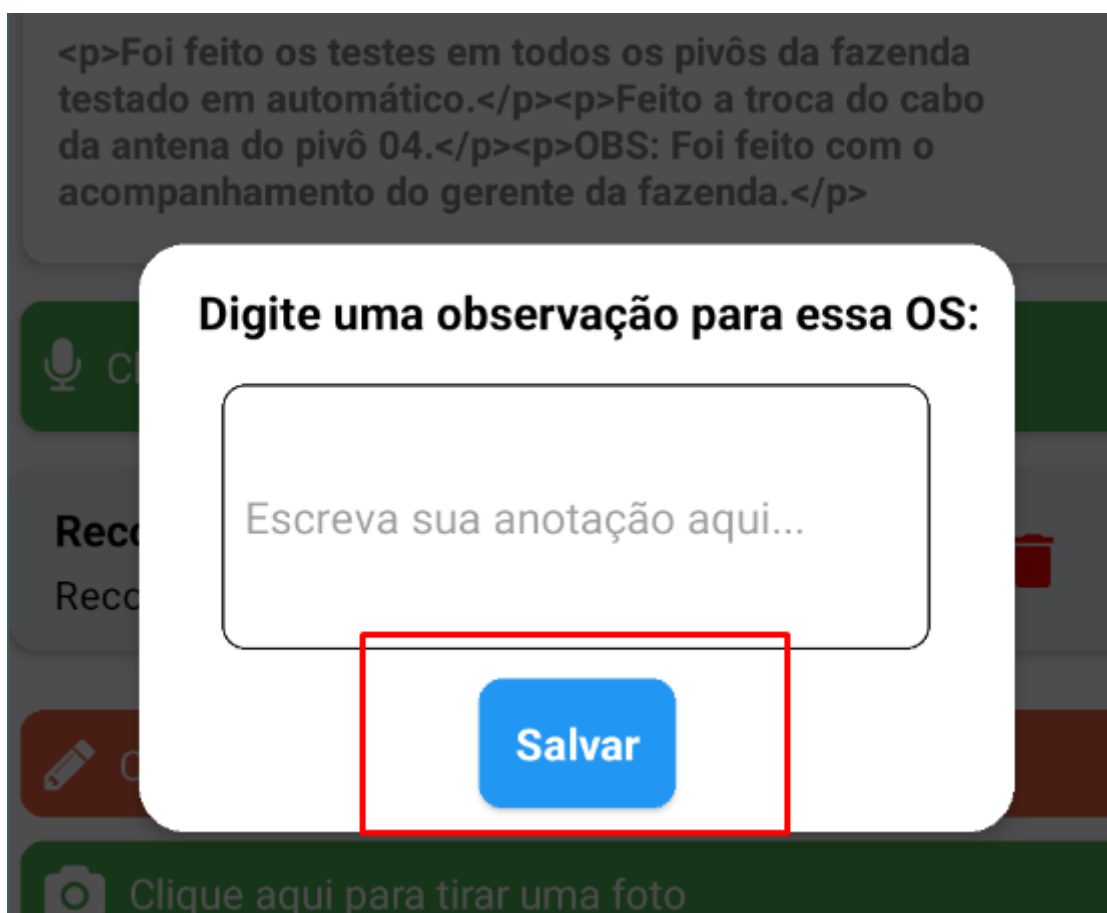 <p>Foi feito os testes em todos os pivôs da fazenda
testado em automático.</p><p>Feito a troca do cabo
da antena do pivô 04.</p><p>OBS: Foi feito com o
acompanhamento do gerente da fazenda.</p>
Digite uma observação para essa OS:
Escreva sua anotação aqui...
Salvar
Clique aqui para tirar uma foto